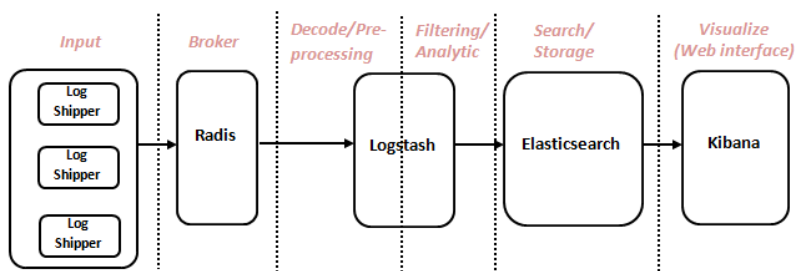 Input
Broker
Decode/Pre-
processing
Filtering/
Analytic
Search/
Storage
Visualize
(Web interface)
Log
Shipper
Log
Shipper
Log
Shipper
Radis
Logstash
Elasticsearch
Kibana